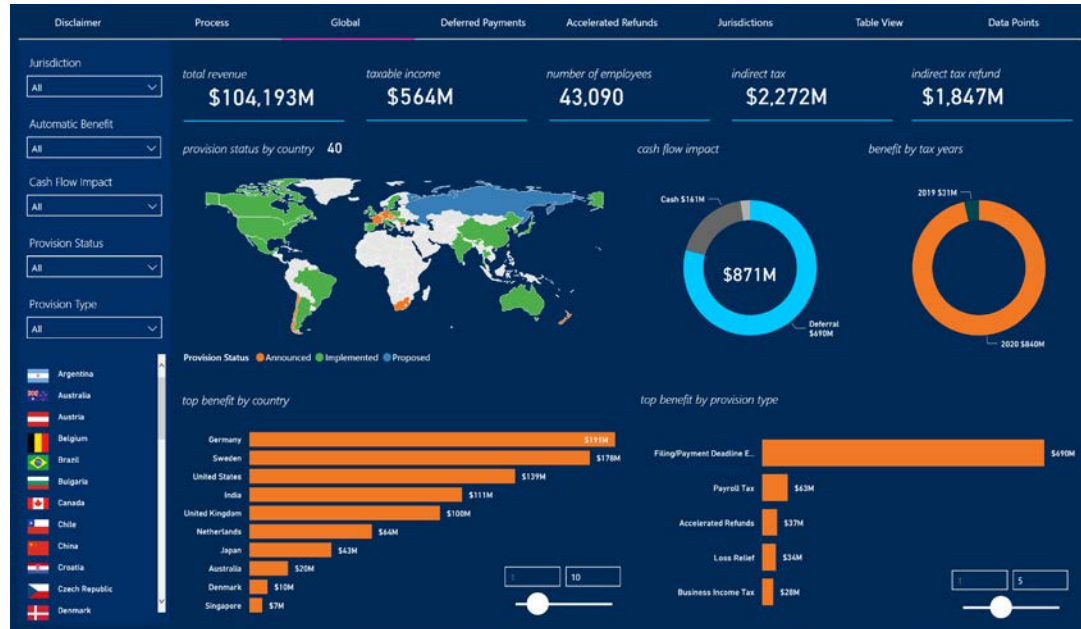 Disclaimer
Process
Global
Deferred Payments
Accelerated Refunds
Jurisdictions
Table View
Data Points
Jurisdiction
All
Automatic Benefit
All
Cash Flow Impact
All
Provision Status
All
Provision Type
All
Argentina
Australia
Austria
Belgium
Brazil
Bulgaria
Canada
Chile
China
Croatia
Czech Republic
Denmark
total revenue
$104,193M
taxable income
$564M
number of employees
43,090
indirect tax
$2,272M
indirect tax refund
$1,847M
provision status by country 40
Provision Status Announced Implemented Proposed
cash flow impact
Cash $161M
$871M
Deferral
$690M
benefit by tax years
2019 $31M
2020 $840M
top benefit by country
Germany $191M
Sweden $178M
United States $139M
India $111M
United Kingdom $100M
Netherlands $64M
Japan $43M
Australia $20M
Denmark $10M
Singapore $7M
1 10
top benefit by provision type
Filing/Payment Deadline E... $690M
Payroll Tax $63M
Accelerated Refunds $37M
Loss Relief $34M
Business Income Tax $28M
1 5